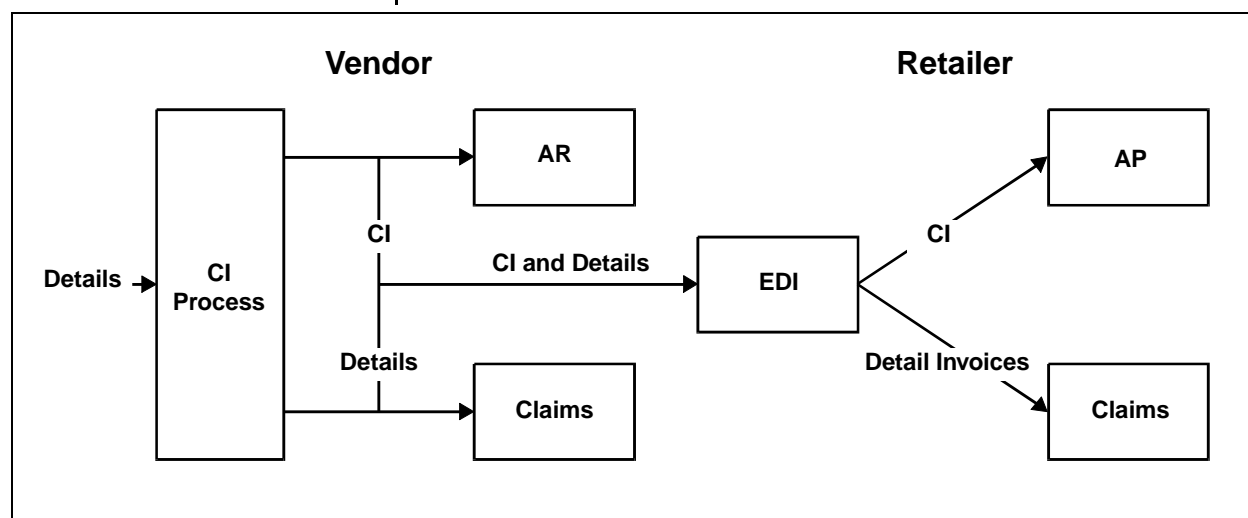 Vendor
Retailer
AR
AP
CI
CI
CI and Details
Details
CI
Process
EDI
Details
Detail Invoices
Claims
Claims